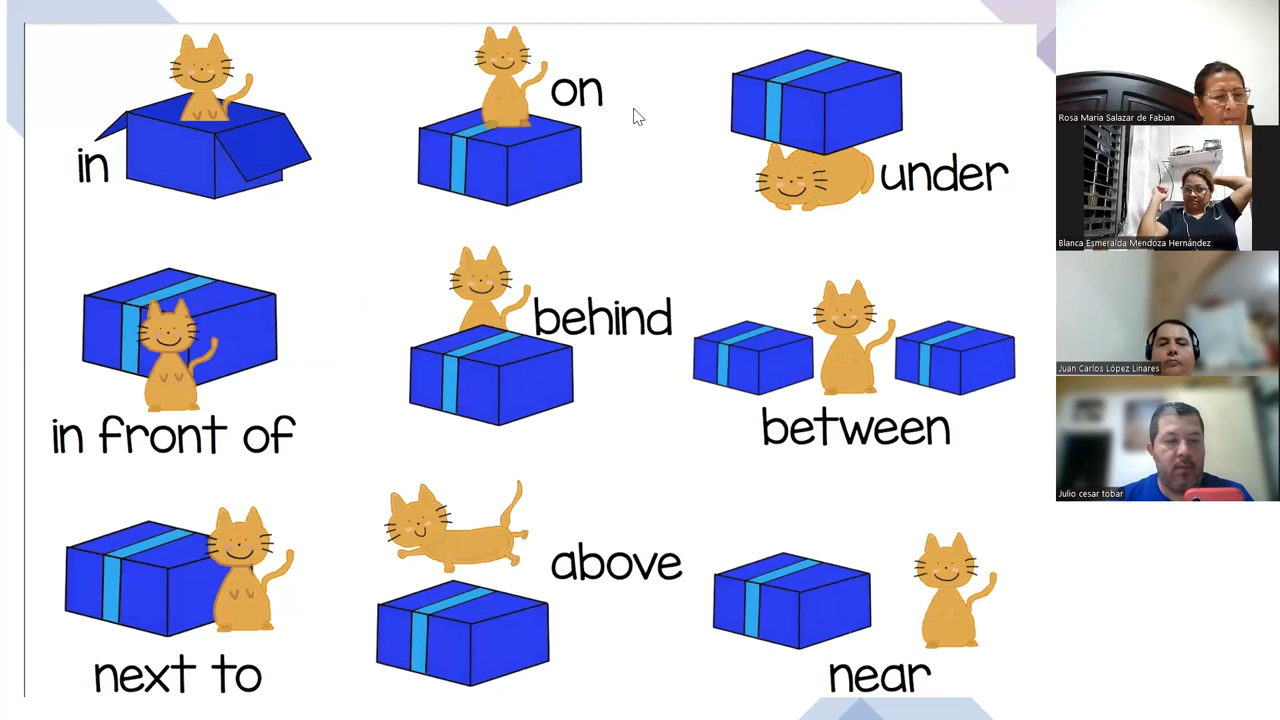 in
on
under
in front of
behind
between
next to
above
near
Rosa Maria Salazar de Fabian
Blanca Esmeralda Mendoza Hernández
Juan Carlos López Linares
Julio cesar tobar